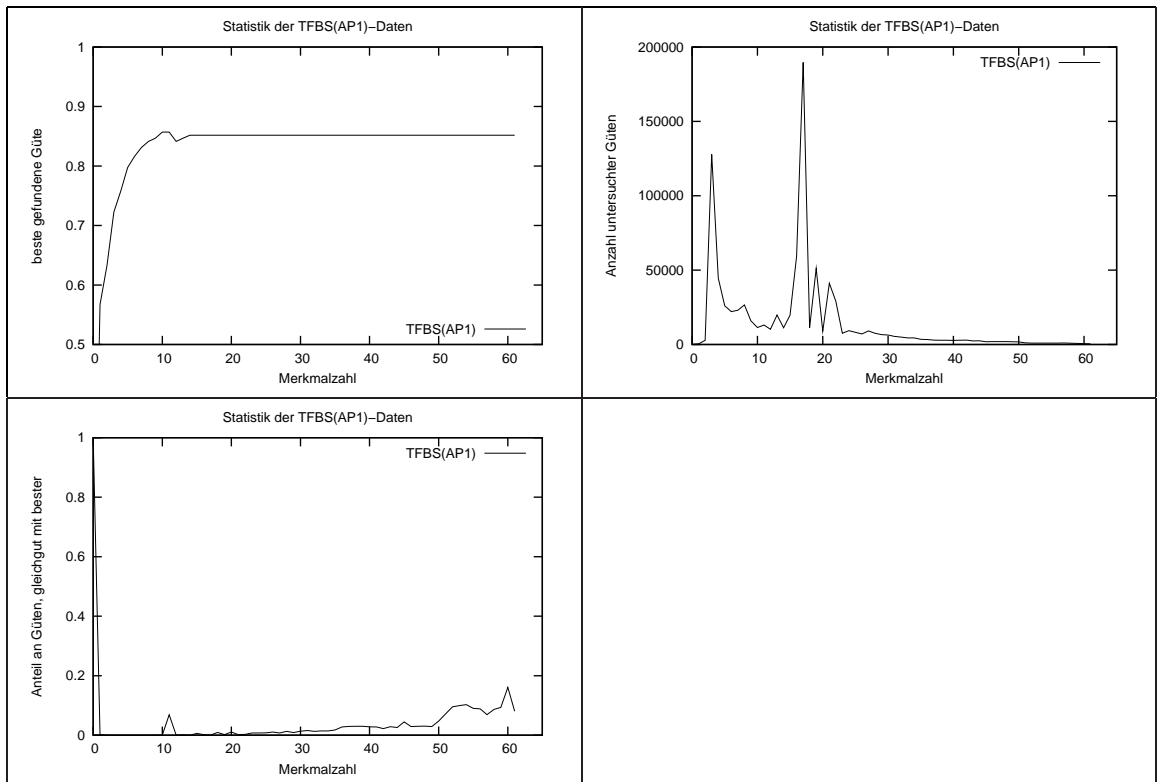 Statistik der TFBS(AP1)−Daten
beste gefundene Güte
1
0.9
0.8
0.7
0.6
0.5
0 10 20 30 40 50 60
Merkmalzahl
TFBS(AP1)
Statistik der TFBS(AP1)−Daten
Anzahl untersuchter Güten
200000
150000
100000
50000
0
0 10 20 30 40 50 60
Merkmalzahl
TFBS(AP1)
Statistik der TFBS(AP1)−Daten
Anteil an Güten, gleichgut mit bester
1
0.8
0.6
0.4
0.2
0
0 10 20 30 40 50 60
Merkmalzahl
TFBS(AP1)